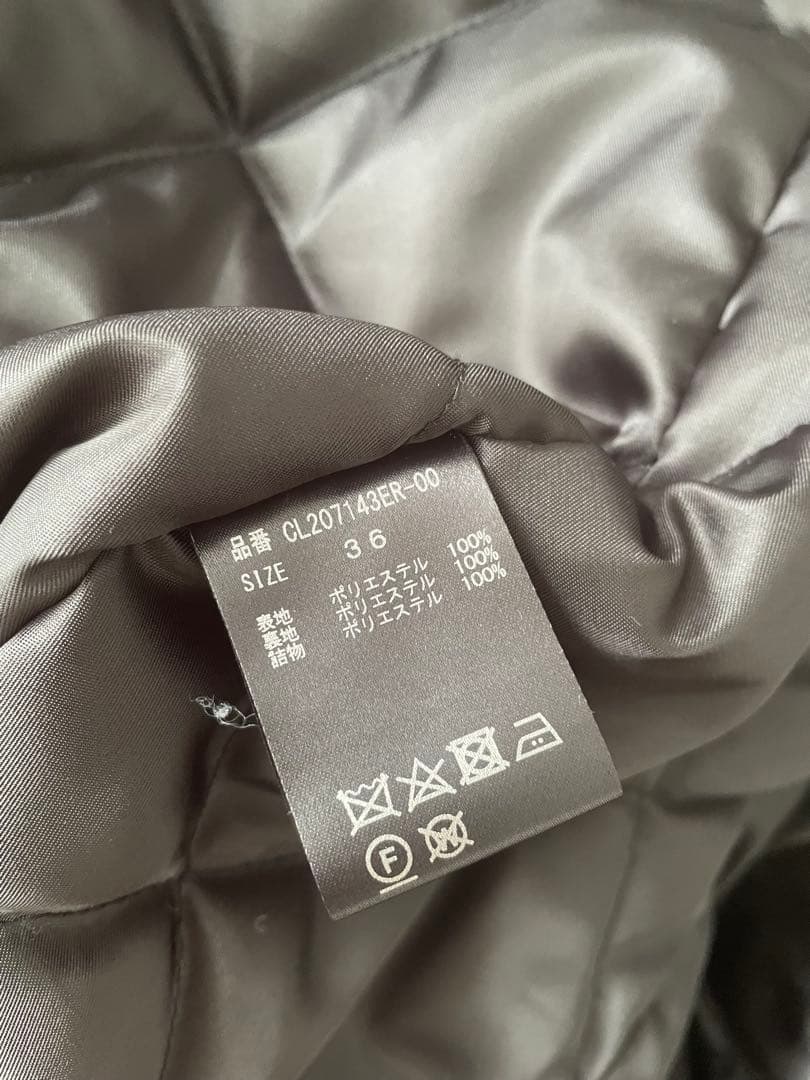 品番 CL207143ER-00
SIZE 36
表地 ポリエステル 100%
裏地 ポリエステル 100%
詰物 ポリエステル 100%
F W